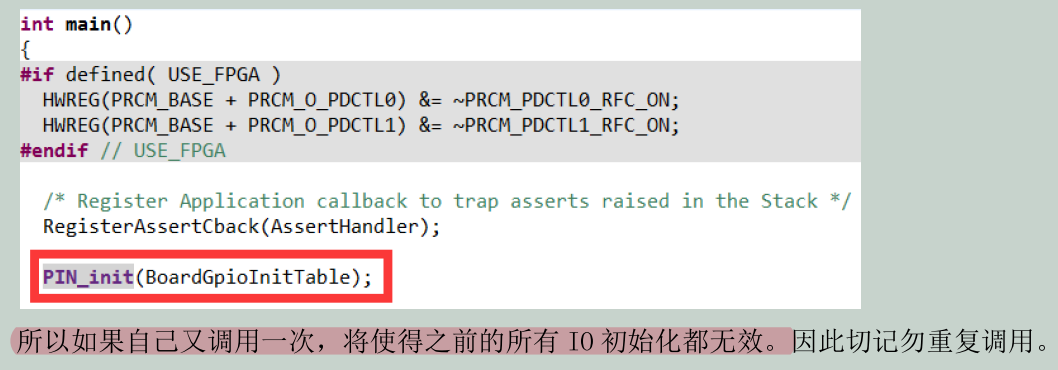 int main()
{
#if defined( USE_FPGA )
  HWREG(PRCM_BASE + PRCM_O_PDCTL0) &= ~PRCM_PDCTL0_RFC_ON;
  HWREG(PRCM_BASE + PRCM_O_PDCTL1) &= ~PRCM_PDCTL1_RFC_ON;
#endif // USE_FPGA
  /* Register Application callback to trap asserts raised in the Stack */
  RegisterAssertCback(AssertHandler);
  PIN_init(BoardGpioInitTable);
所以如果自己又调用一次，将使得之前的所有 IO 初始化都无效。因此切记勿重复调用。